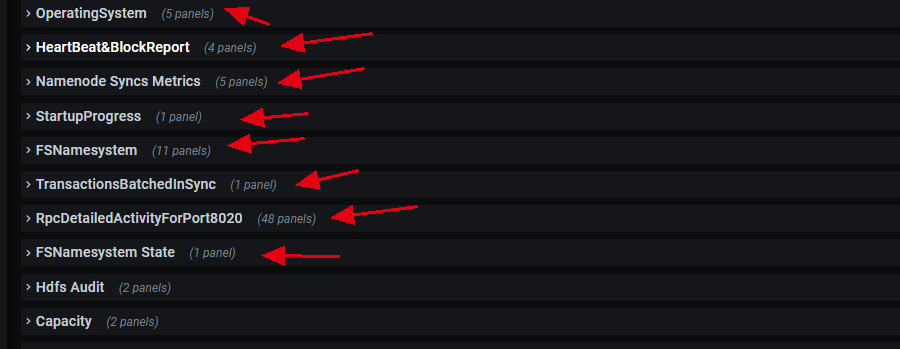 OperatingSystem (5 panels)
HeartBeat&BlockReport (4 panels)
Namenode Syncs Metrics (5 panels)
StartupProgress (1 panel)
FSNamesystem (11 panels)
TransactionsBatchedInSync (1 panel)
RpcDetailedActivityForPort8020 (48 panels)
FSNamesystem State (1 panel)
Hdfs Audit (2 panels)
Capacity (2 panels)